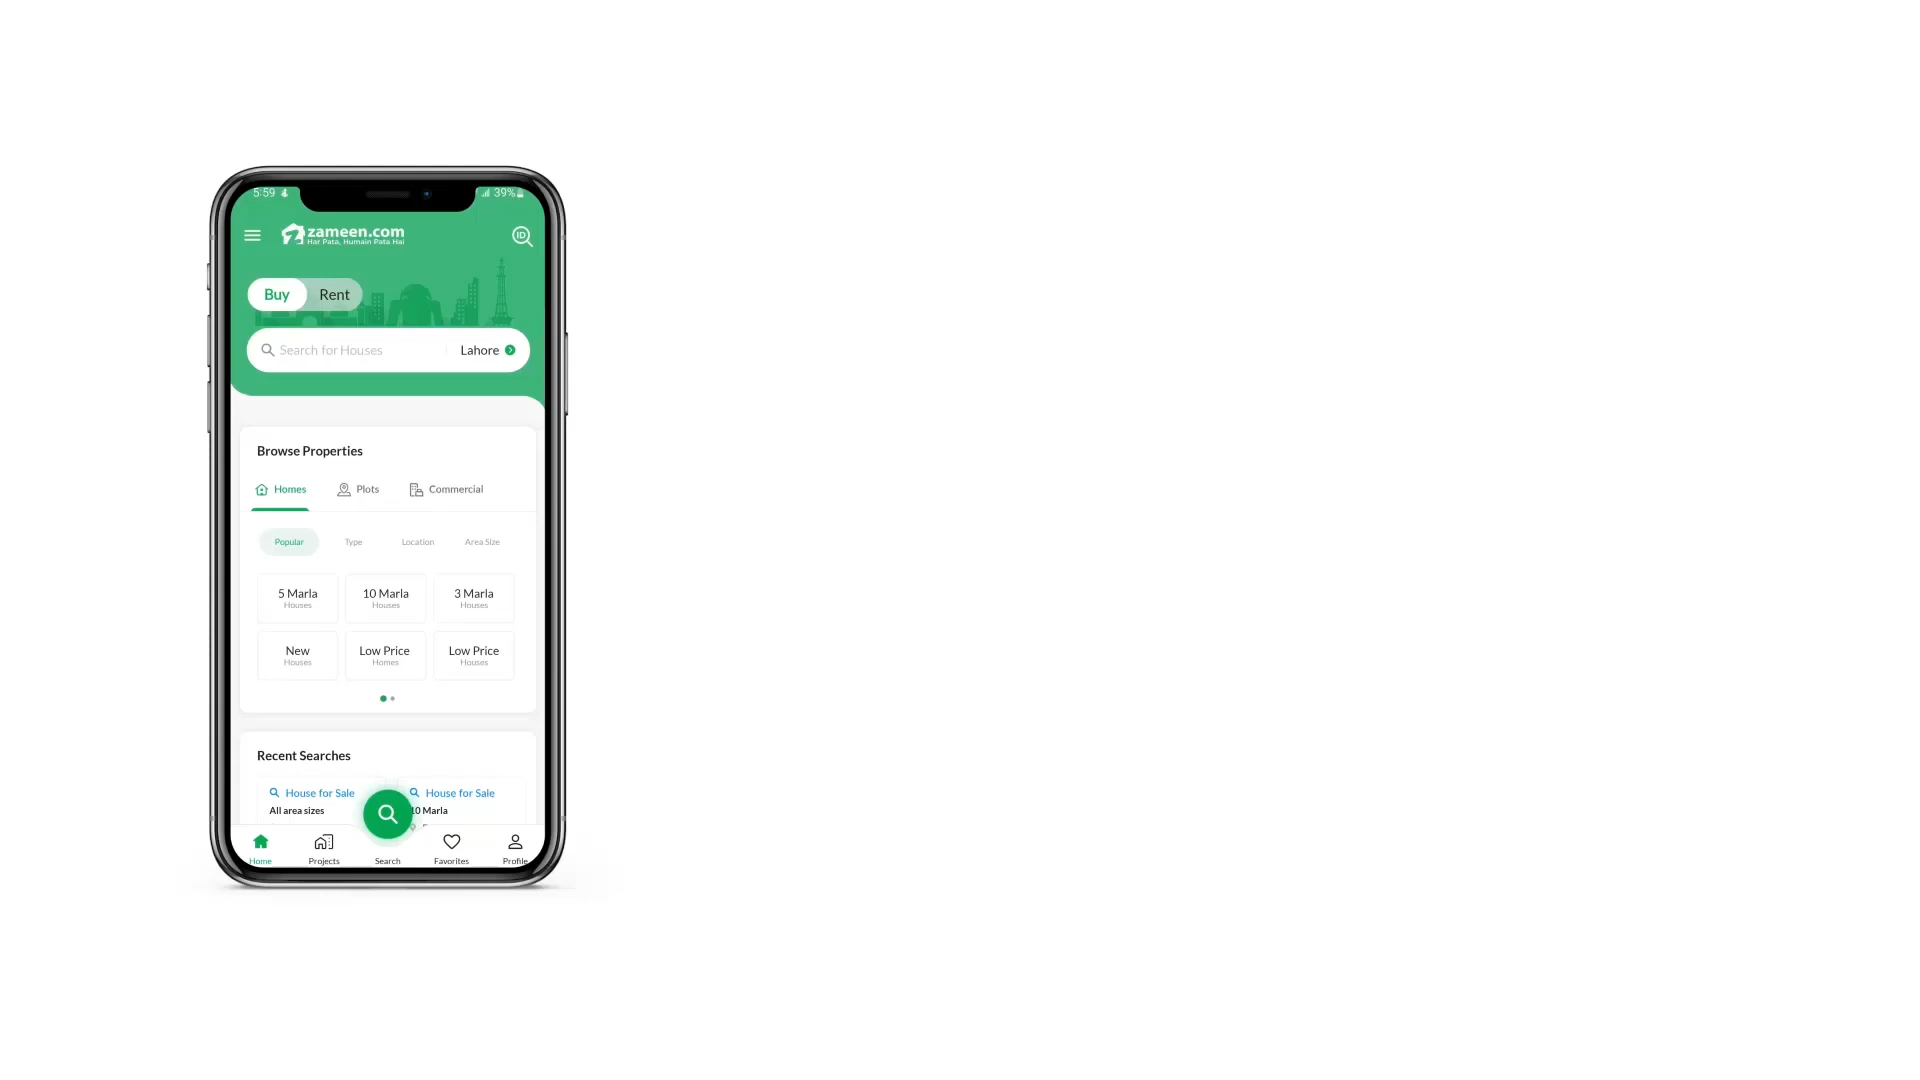 5:59
39%
zameen.com
Har Pata, Humain Pata Hai
ID
Buy Rent
Search for Houses Lahore
Browse Properties
Homes Plots Commercial
Popular Type Location Area Size
5 Marla 10 Marla 3 Marla
Houses Houses Houses
New Low Price Low Price
Houses Homes Houses
Recent Searches
House for Sale House for Sale
All area sizes 10 Marla
Home Projects Search Favorites Profile